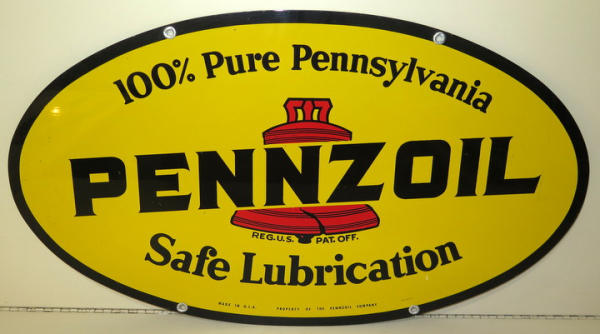 100% Pure Pennsylvania
PENNZOIL
REG. U.S. PAT. OFF.
Safe Lubrication
MADE IN U.S.A. PROPERTY OF THE PENNZOIL COMPANY